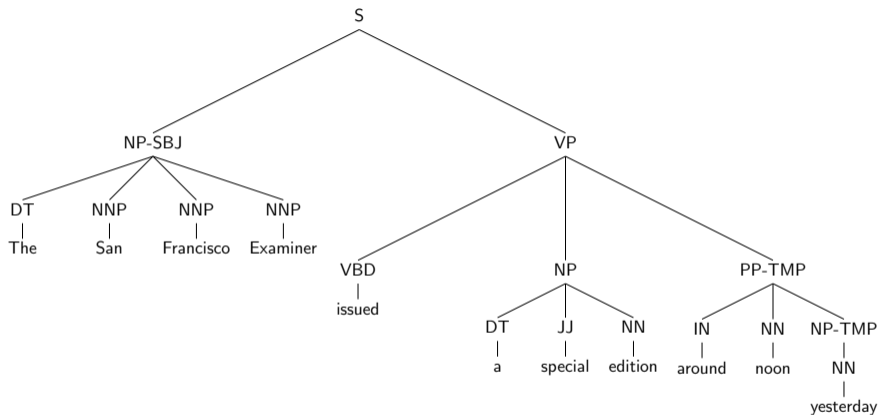 S
NP-SBJ VP
DT NNP NNP NNP
The San Francisco Examiner
VBD NP PP-TMP
issued
DT JJ NN IN NN NP-TMP
a special edition around noon NN
yesterday